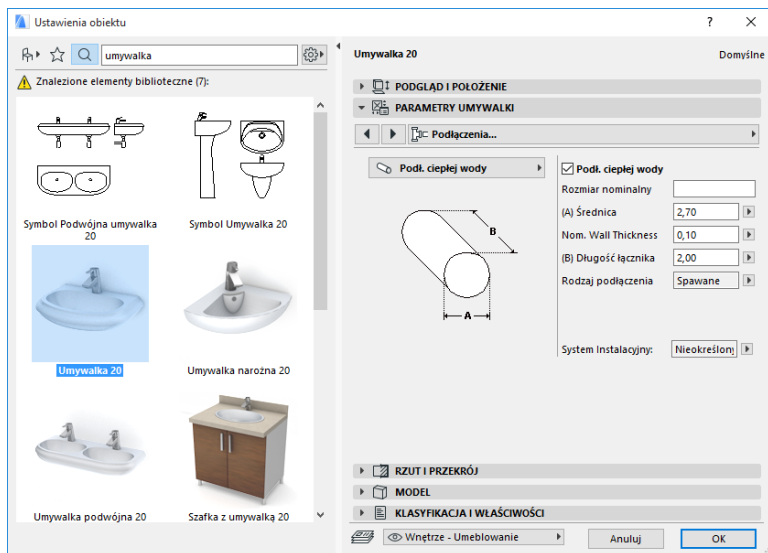 Ustawienia obiektu
?
umywalka
Znalezione elementy biblioteczne (7):
Symbol Podwójna umywalka 20
Symbol Umywalka 20
Umywalka 20
Umywalka narożna 20
Umywalka podwójna 20
Szafka z umywalką 20
Umywalka 20
Domyślne
PODGLĄD I POŁOŻENIE
PARAMETRY UMYWALKI
Podłączenia...
Podł. ciepłej wody
B
A
Podł. ciepłej wody
Rozmiar nominalny
(A) Średnica 2,70
Nom. Wall Thickness 0,10
(B) Długość łącznika 2,00
Rodzaj podłączenia Spawane
System Instalacyjny: Nieokreślony
RZUT I PRZEKRÓJ
MODEL
KLASYFIKACJA I WŁAŚCIWOŚCI
Wnętrze - Umeblowanie
Anuluj
OK